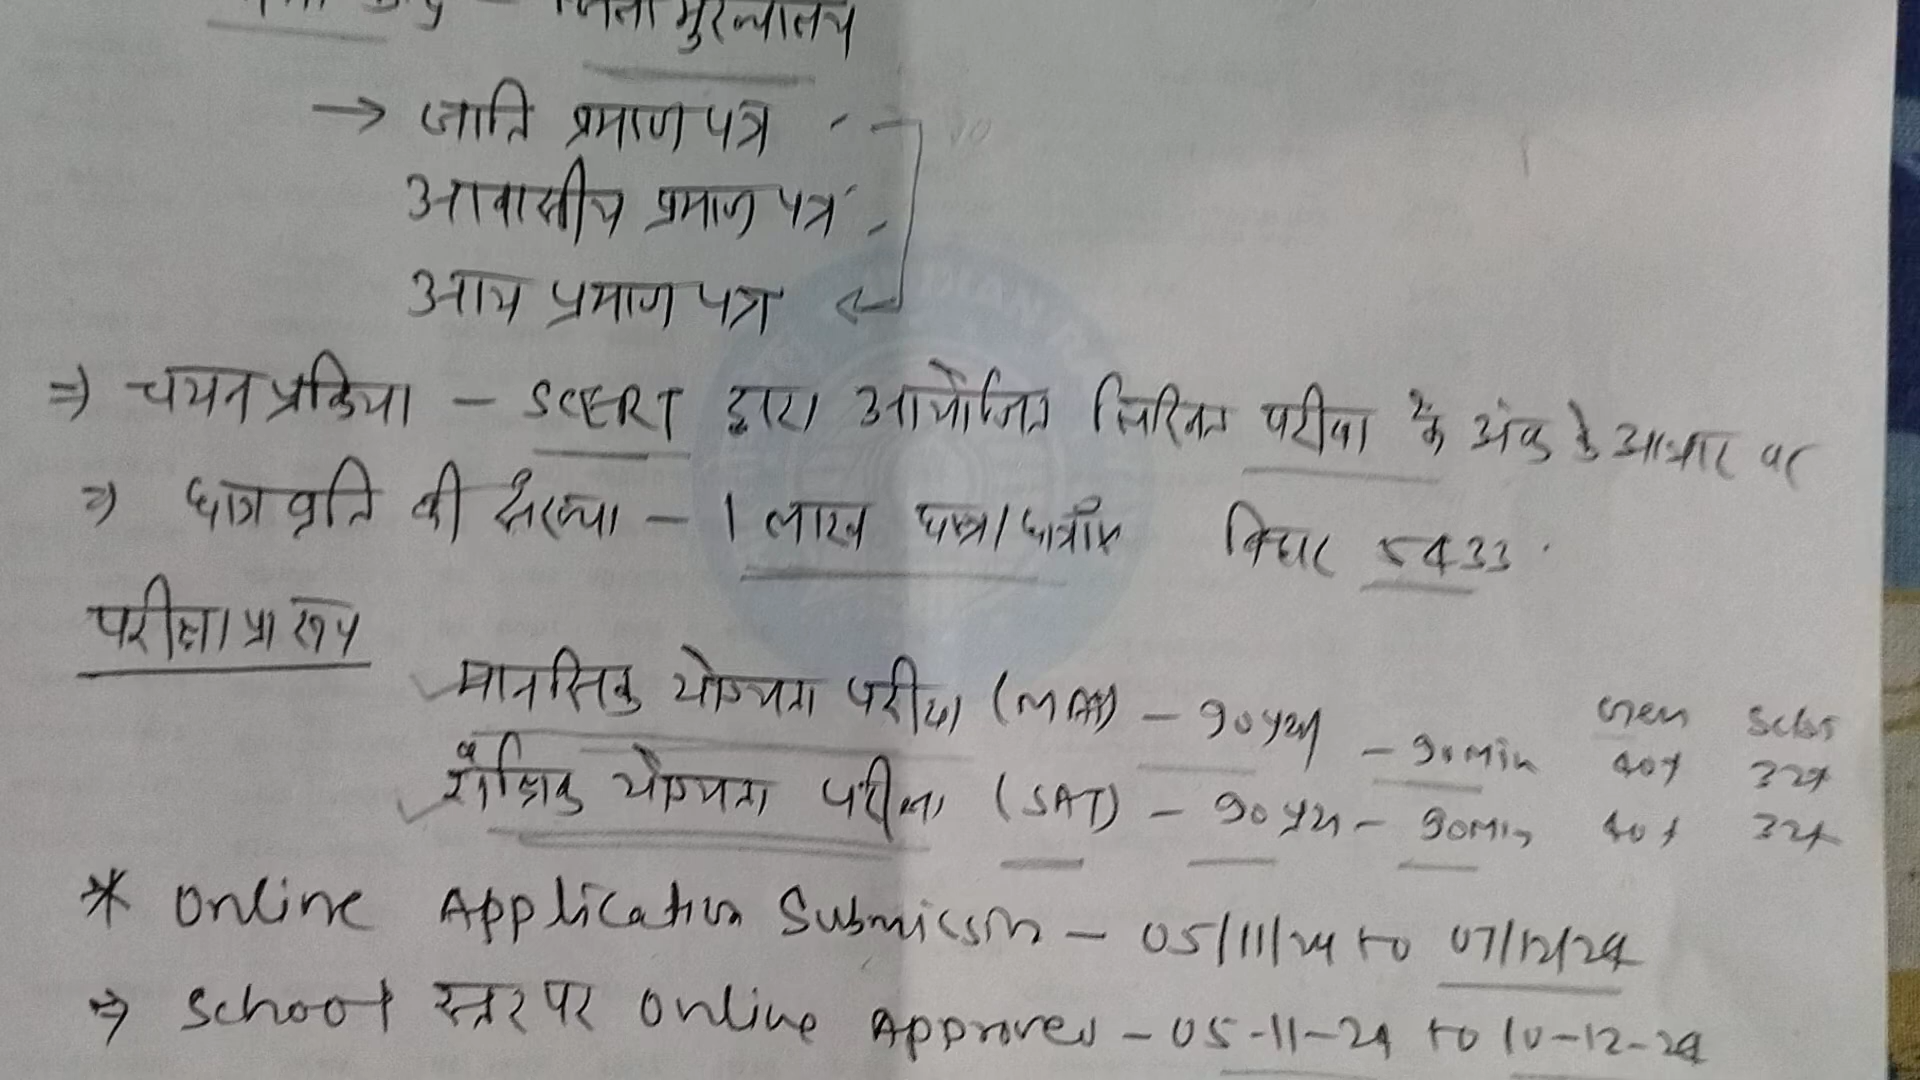 – जिला मुख्यालय
→ जाति प्रमाण पत्र
आवासीय प्रमाण पत्र
आय प्रमाण पत्र
⇒ चयन प्रक्रिया – SCERT द्वारा आयोजित लिखित परीक्षा के अंक के आधार पर
⇒ छात्रवृति की संख्या – 1 लाख छात्र/छात्राएँ बिहार 5433
परीक्षा प्रारूप
Gen SC/ST
मानसिक योग्यता परीक्षा (MAT) – 90 प्रश्न – 90 min 40% 32%
शैक्षिक योग्यता परीक्षा (SAT) – 90 प्रश्न – 90 Min 40% 32%
* Online Application Submission – 05/11/24 to 07/12/24
⇒ School स्तर पर Online Approved – 05-11-24 to 10-12-24